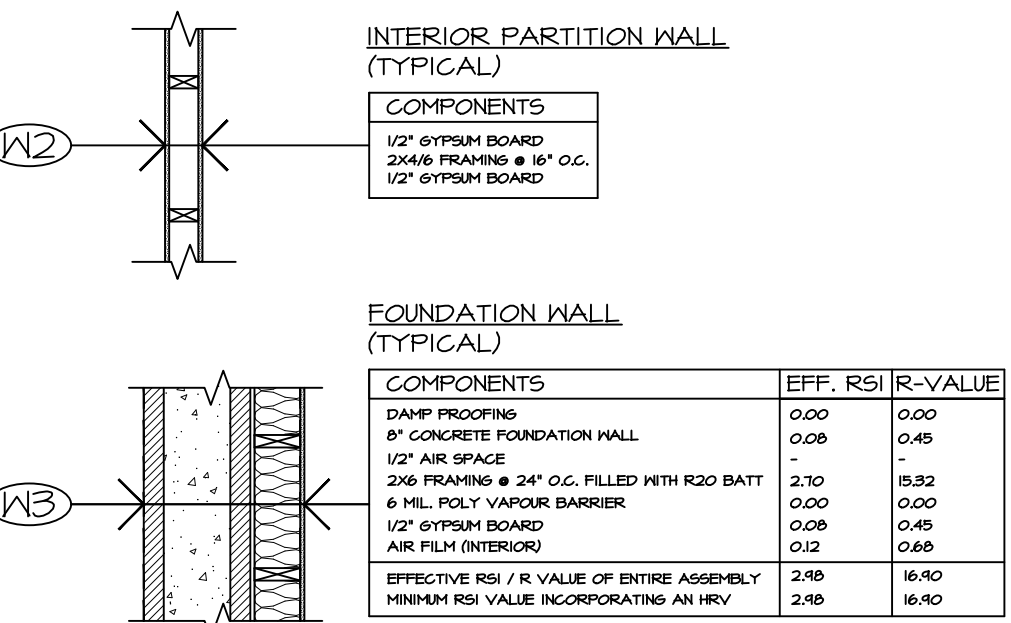 INTERIOR PARTITION WALL
(TYPICAL)
COMPONENTS
1/2" GYPSUM BOARD
W2
2X4/6 FRAMING @ 16" O.C.
1/2" GYPSUM BOARD
FOUNDATION WALL
(TYPICAL)
COMPONENTS EFF. RSI R-VALUE
DAMP PROOFING 0.00 0.00
8" CONCRETE FOUNDATION WALL 0.08 0.45
1/2" AIR SPACE - -
2X6 FRAMING @ 24" O.C. FILLED WITH R20 BATT 2.70 15.32
W3
6 MIL. POLY VAPOUR BARRIER 0.00 0.00
1/2" GYPSUM BOARD 0.08 0.45
AIR FILM (INTERIOR) 0.12 0.68
EFFECTIVE RSI / R VALUE OF ENTIRE ASSEMBLY 2.98 16.90
MINIMUM RSI VALUE INCORPORATING AN HRV 2.98 16.90